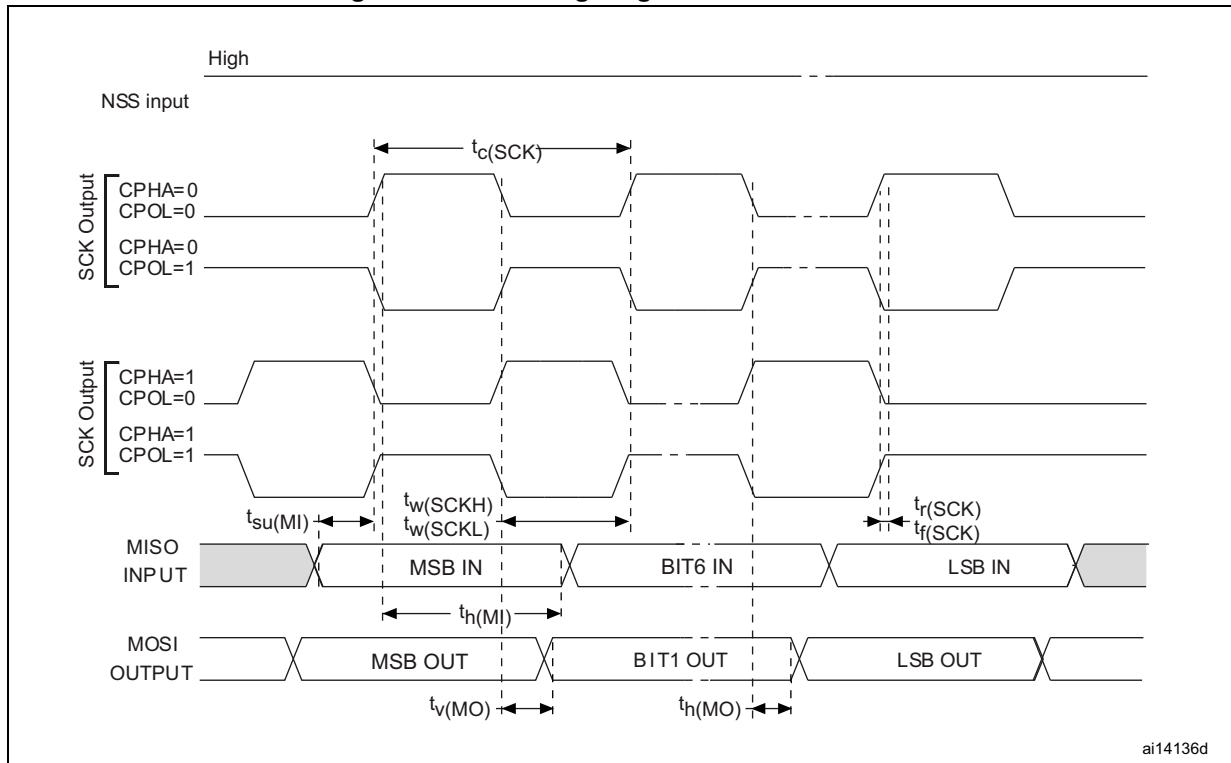 High
NSS input
tc(SCK)
SCK Output
CPHA=0
CPOL=0
CPHA=0
CPOL=1
SCK Output
CPHA=1
CPOL=0
CPHA=1
CPOL=1
tsu(MI)
tw(SCKH)
tw(SCKL)
tr(SCK)
tf(SCK)
MISO
INPUT
MSB IN
BIT6 IN
LSB IN
th(MI)
MOSI
OUTPUT
MSB OUT
BIT1 OUT
LSB OUT
tv(MO)
th(MO)
ai14136d